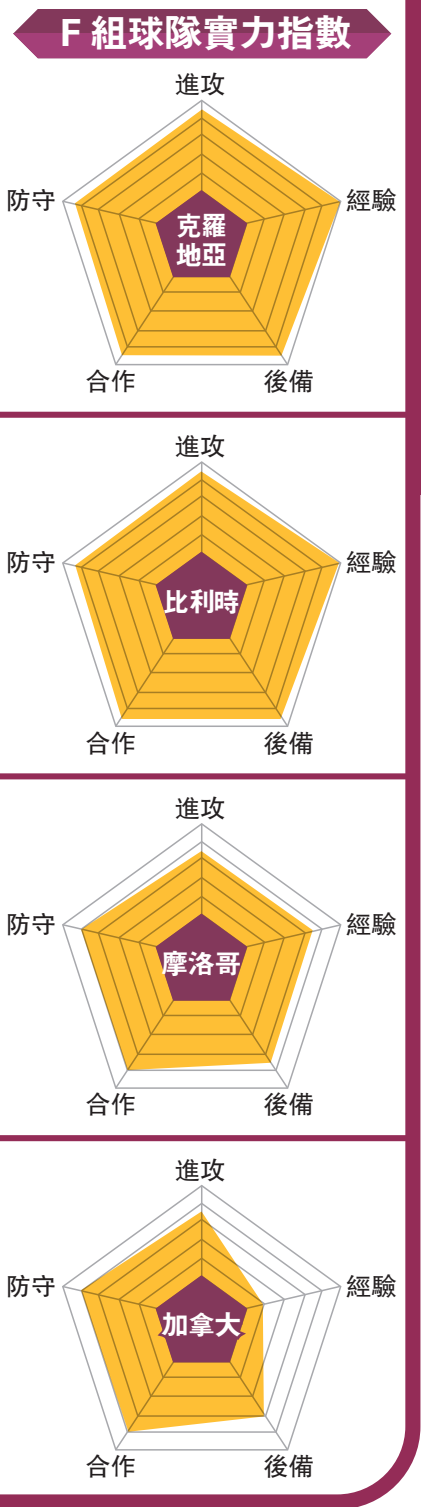 F 組球隊實力指數
進攻
防守
經驗
克羅
地亞
合作
後備
進攻
防守
經驗
比利時
合作
後備
進攻
防守
經驗
摩洛哥
合作
後備
進攻
防守
經驗
加拿大
合作
後備